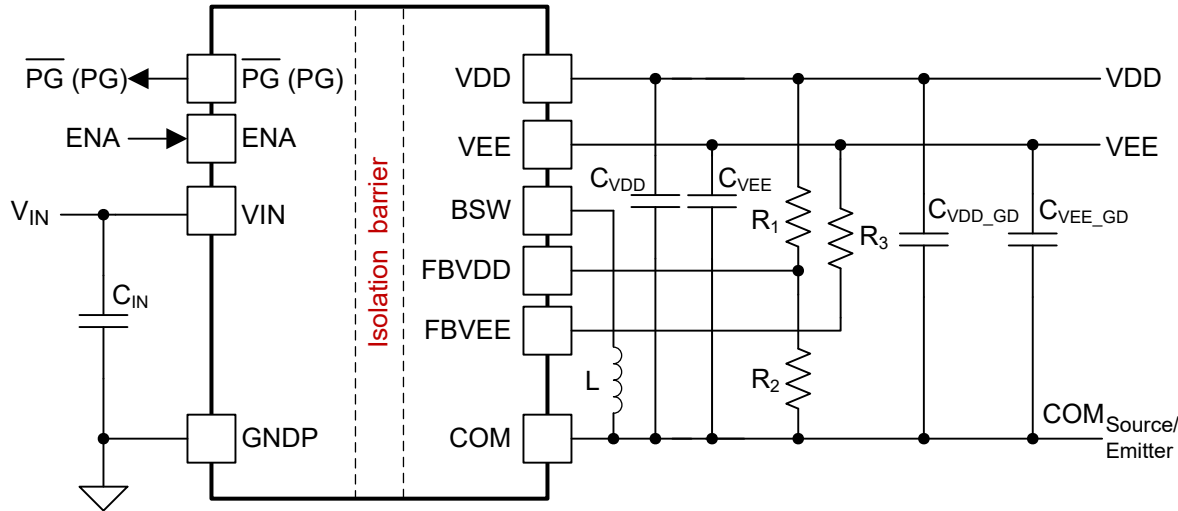 PG (PG)
PG (PG)
ENA
ENA
VIN
VIN
CIN
GNDP
Isolation barrier
VDD
VEE
BSW
FBVDD
FBVEE
COM
L
CVDD
CVEE
R1
R2
R3
CVDD_GD
CVEE_GD
VDD
VEE
COMSource/
Emitter